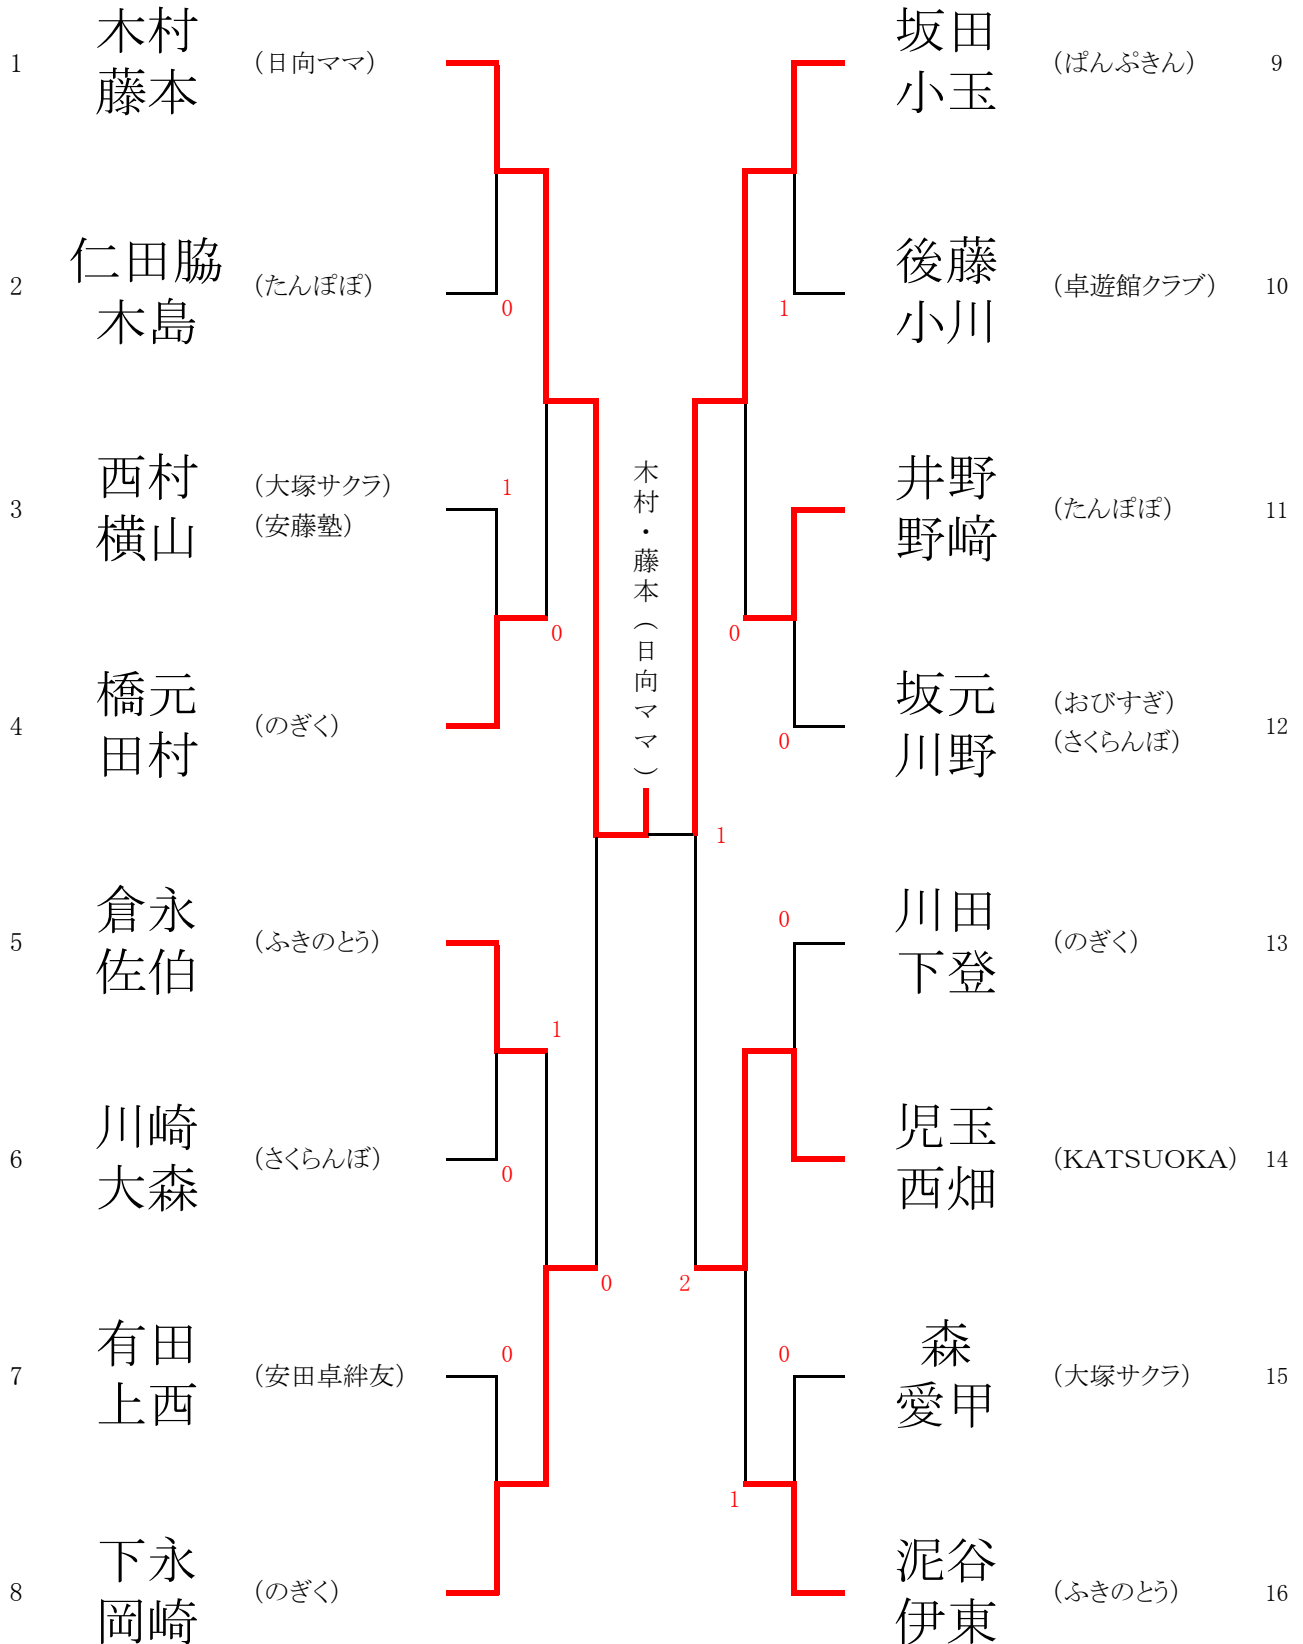 1
木村
藤本
(日向ママ)
2
仁田脇
木島
(たんぽぽ)
0
3
西村
横山
(大塚サクラ)
(安藤塾)
1
0
4
橋元
田村
(のぎく)
5
倉永
佐伯
(ふきのとう)
1
6
川崎
大森
(さくらんぼ)
0
0
7
有田
上西
(安田卓絆友)
0
8
下永
岡崎
(のぎく)
木村・藤本(日向ママ)
1
坂田
小玉
(ぱんぷきん)
9
後藤
小川
(卓遊館クラブ)
10
1
井野
野﨑
(たんぽぽ)
11
0
坂元
川野
(おびすぎ)
(さくらんぼ)
12
0
川田
下登
(のぎく)
13
0
児玉
西畑
(KATSUOKA)
14
2
森
愛甲
(大塚サクラ)
15
0
1
泥谷
伊東
(ふきのとう)
16